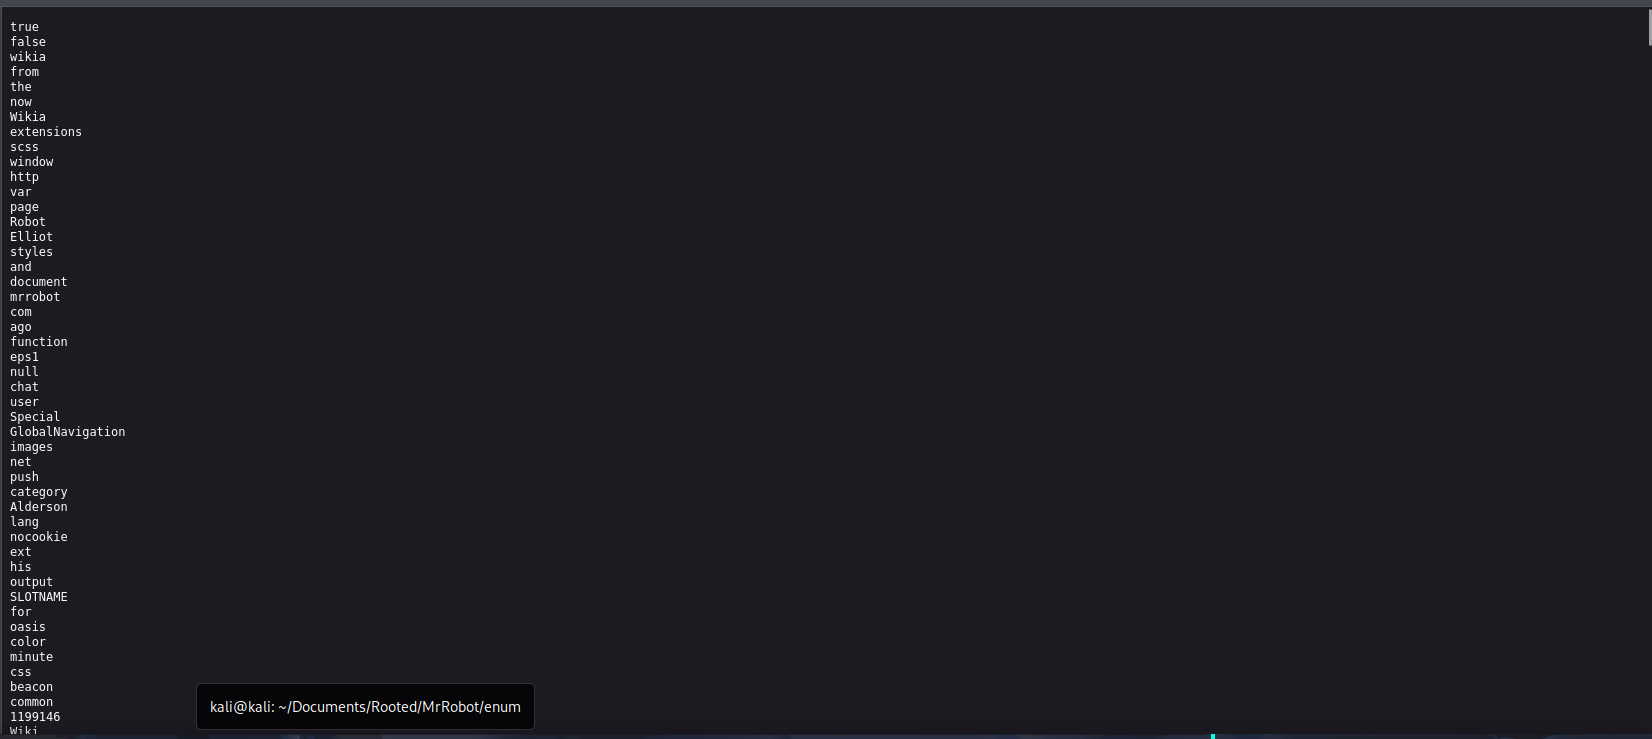 true
false
wikia
from
the
now
Wikia
extensions
scss
window
http
var
page
Robot
Elliot
styles
and
document
mrrobot
com
ago
function
eps1
null
chat
user
Special
GlobalNavigation
images
net
push
category
Alderson
lang
nocookie
ext
his
output
SLOTNAME
for
oasis
color
minute
css
beacon
common
kali@kali: ~/Documents/Rooted/MrRobot/enum
1199146
Wiki